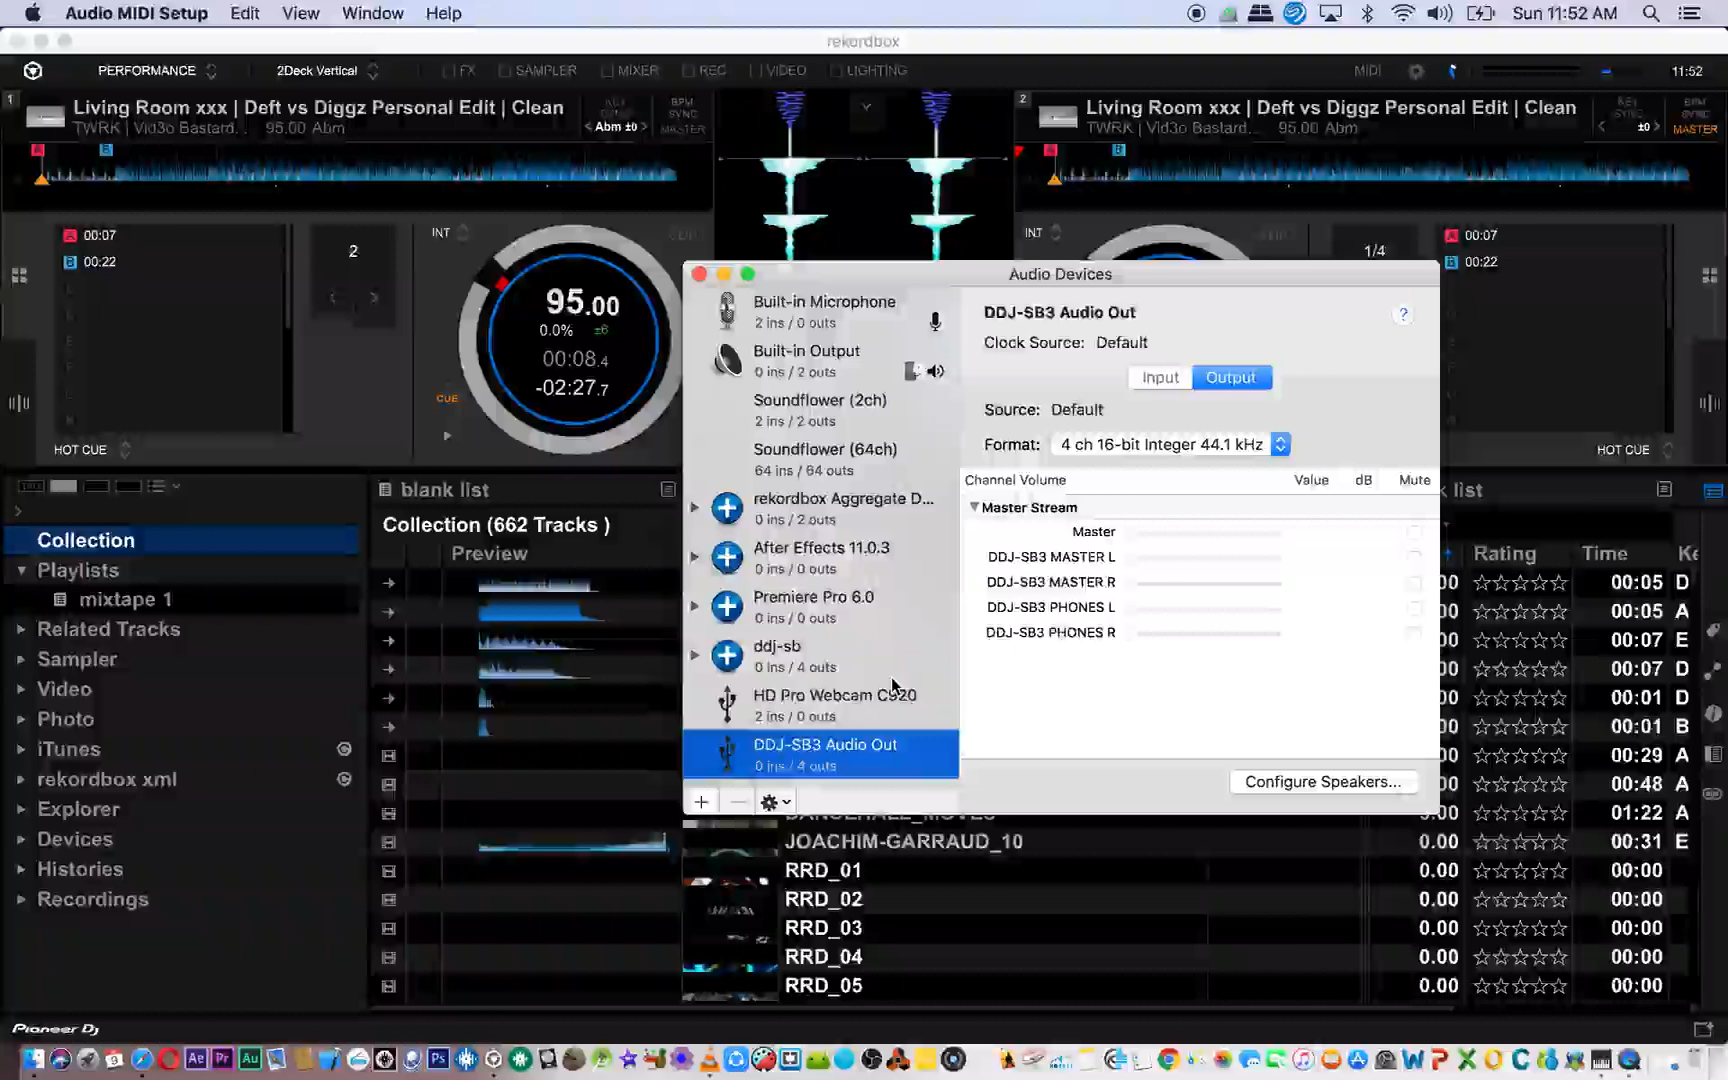 Audio MIDI Setup Edit View Window Help Sun 11:52 AM
rekordbox
PERFORMANCE 2Deck Vertical FX SAMPLER MIXER REC VIDEO LIGHTING MIDI 11:52
1 Living Room xxx | Deft vs Diggz Personal Edit | Clean
TWRK | Vid3o Bastard... 95.00 Abm
Abm ±0
BPM
SYNC
MASTER
2 Living Room xxx | Deft vs Diggz Personal Edit | Clean
TWRK | Vid3o Bastard... 95.00 Abm
KEY
SYNC
±0
BPM
SYNC
MASTER
A 00:07
B 00:22
2
INT
95.00
0.0% ±6
00:08.4
-02:27.7
CUE
HOT CUE
INT
1/4
A 00:07
B 00:22
HOT CUE
Audio Devices
Built-in Microphone
2 ins / 0 outs
Built-in Output
0 ins / 2 outs
Soundflower (2ch)
2 ins / 2 outs
Soundflower (64ch)
64 ins / 64 outs
rekordbox Aggregate D...
0 ins / 2 outs
After Effects 11.0.3
0 ins / 0 outs
Premiere Pro 6.0
0 ins / 0 outs
ddj-sb
0 ins / 4 outs
HD Pro Webcam C920
2 ins / 0 outs
DDJ-SB3 Audio Out
0 ins / 4 outs
DDJ-SB3 Audio Out
?
Clock Source: Default
Input Output
Source: Default
Format: 4 ch 16-bit Integer 44.1 kHz
Channel Volume Value dB Mute
Master Stream
Master
DDJ-SB3 MASTER L
DDJ-SB3 MASTER R
DDJ-SB3 PHONES L
DDJ-SB3 PHONES R
Configure Speakers...
Collection
Playlists
mixtape 1
Related Tracks
Sampler
Video
Photo
iTunes
rekordbox xml
Explorer
Devices
Histories
Recordings
blank list
Collection (662 Tracks )
Preview
list
Rating Time
00:05 D
00:05 A
00:07 E
00:07 D
00:01 D
00:01 B
00:29 A
00:48 A
01:22 A
JOACHIM-GARRAUD_10 0.00 00:31 E
RRD_01 0.00 00:00
RRD_02 0.00 00:00
RRD_03 0.00 00:00
RRD_04 0.00 00:00
RRD_05 0.00 00:00
Pioneer Dj
Ae Pr Au Ps